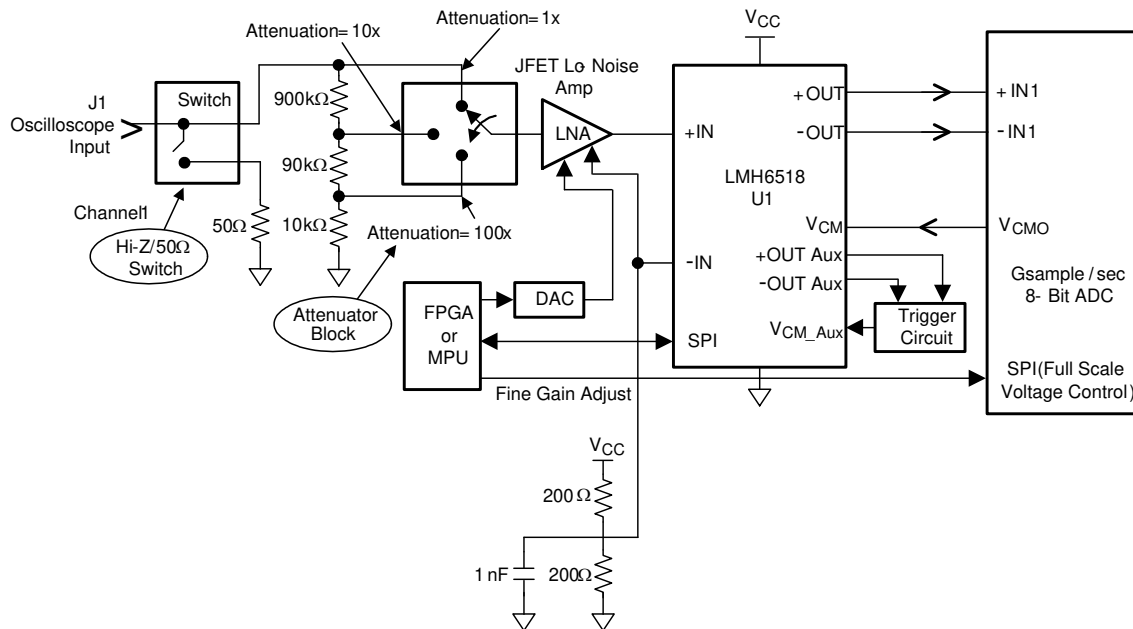 Attenuation= 1x
Attenuation= 10x
VCC
JFET Lo Noise
Amp
J1
Oscilloscope
Input
Switch
900kΩ
90kΩ
10kΩ
50Ω
LNA
+IN
-IN
LMH6518
U1
+OUT
-OUT
VCM
+OUT Aux
-OUT Aux
VCM_Aux
SPI
+IN1
-IN1
VCMO
Gsample / sec
8- Bit ADC
SPI(Full Scale
Voltage Control)
Channel1
Hi-Z/50Ω
Switch
Attenuation= 100x
Attenuator
Block
FPGA
or
MPU
DAC
Trigger
Circuit
Fine Gain Adjust
VCC
200Ω
1 nF
200Ω